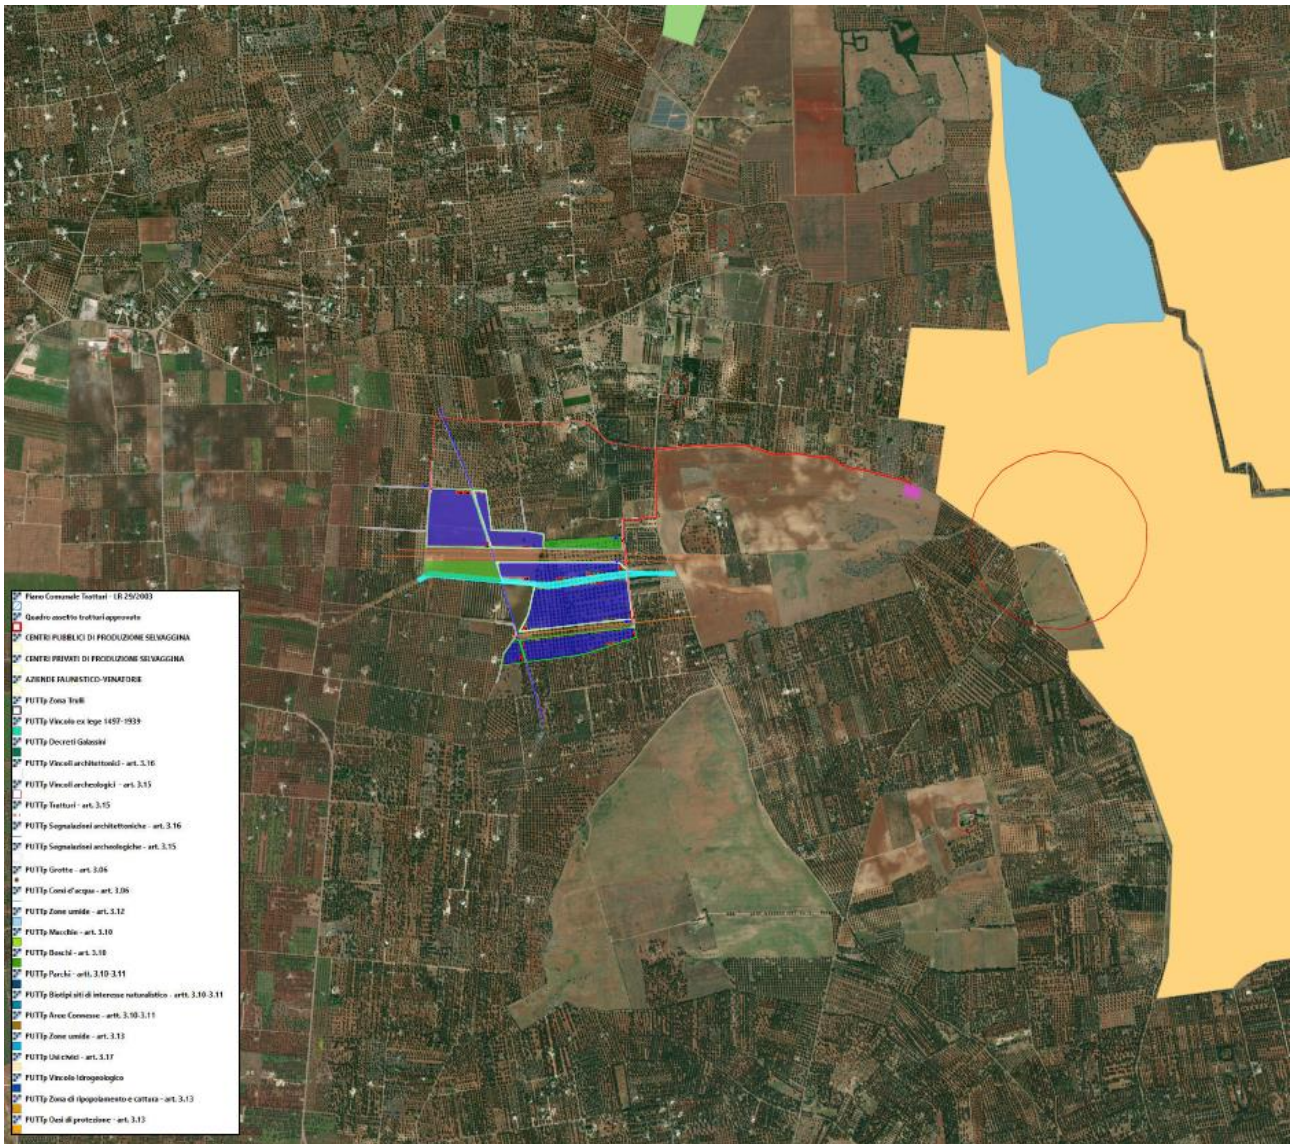 Piano Comunale Tratturi - LR 29/2003
Quadro assetto tratturi approvato
CENTRI PUBBLICI DI PRODUZIONE SELVAGGINA
CENTRI PRIVATI DI PRODUZIONE SELVAGGINA
AZIENDE FAUNISTICO-VENATORIE
PUTTp Zona Trulli
PUTTp Vincolo ex lege 1497-1939
PUTTp Decreti Galassini
PUTTp Vincoli architettonici - art. 3.16
PUTTp Vincoli archeologici - art. 3.15
PUTTp Tratturi - art. 3.15
PUTTp Segnalazioni architettoniche - art. 3.16
PUTTp Segnalazioni archeologiche - art. 3.15
PUTTp Grotte - art. 3.06
PUTTp Corsi d'acqua - art. 3.06
PUTTp Zone umide - art. 3.12
PUTTp Macchie - art. 3.10
PUTTp Boschi - art. 3.10
PUTTp Parchi - artt. 3.10-3.11
PUTTp Biotipi siti di interesse naturalistico - artt. 3.10-3.11
PUTTp Aree Connesse - artt. 3.10-3.11
PUTTp Zone umide - art. 3.13
PUTTp Usi civici - art. 3.17
PUTTp Vincolo Idrogeologico
PUTTp Zona di ripopolamento e cattura - art. 3.13
PUTTp Oasi di protezione - art. 3.13